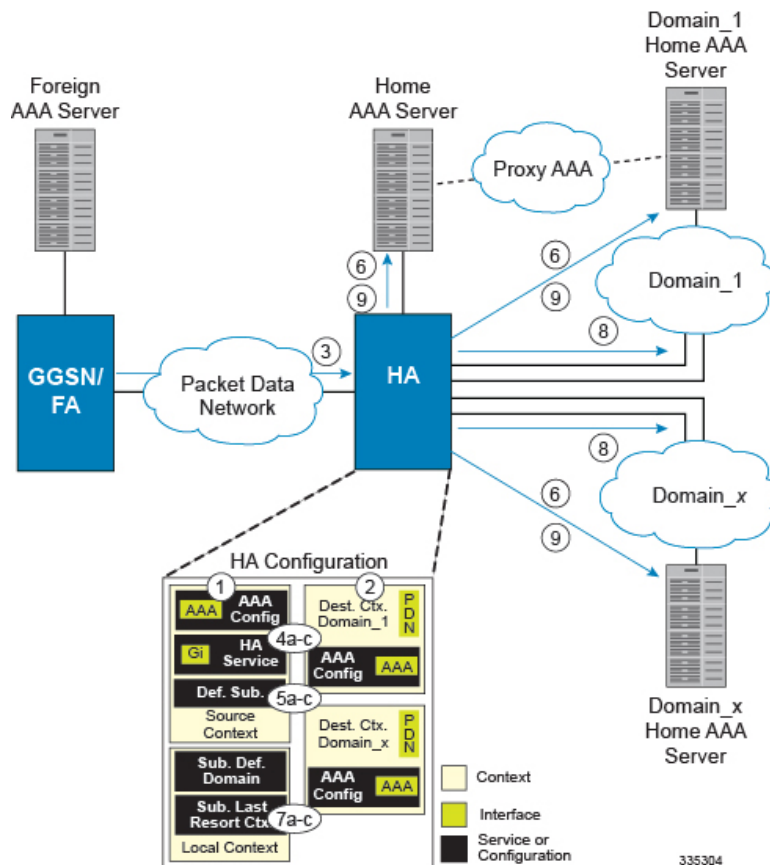 Domain_1
Home AAA
Server
Foreign
AAA Server
Home
AAA Server
Proxy AAA
6
9
6
9
Domain_1
8
3
GGSN/
FA
Packet Data
Network
HA
8
6
9
Domain_x
HA Configuration
1
2
AAA
AAA
Config
4a-c
Gi
HA
Service
Def. Sub.
5a-c
Source
Context
Dest. Ctx.
Domain_1
PDN
AAA
Config
AAA
Dest. Ctx.
Domain_x
PDN
AAA
Config
AAA
Sub. Def.
Domain
Sub. Last
Resort Ctx
7a-c
Local Context
Domain_x
Home AAA
Server
Context
Interface
Service or
Configuration
335304